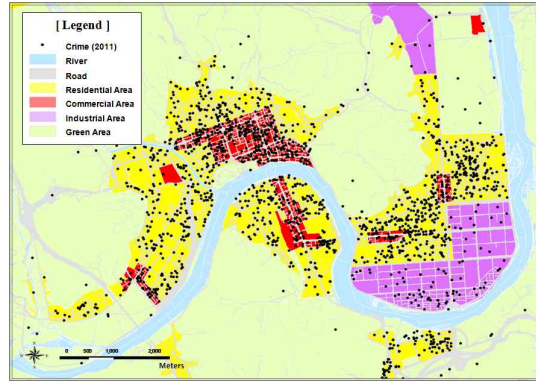 [ Legend ]
Crime (2011)
River
Road
Residential Area
Commercial Area
Industrial Area
Green Area
0 500 1,000 2,000
Meters